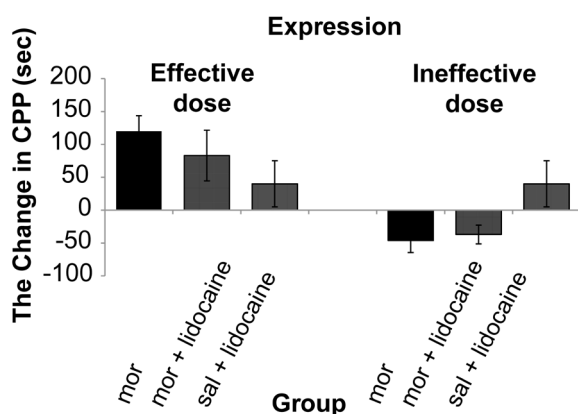 Expression
Effective
dose
Ineffective
dose
The Change in CPP (sec)
200
150
100
50
0
-50
-100
mor
mor + lidocaine
sal + lidocaine
mor
mor + lidocaine
sal + lidocaine
Group